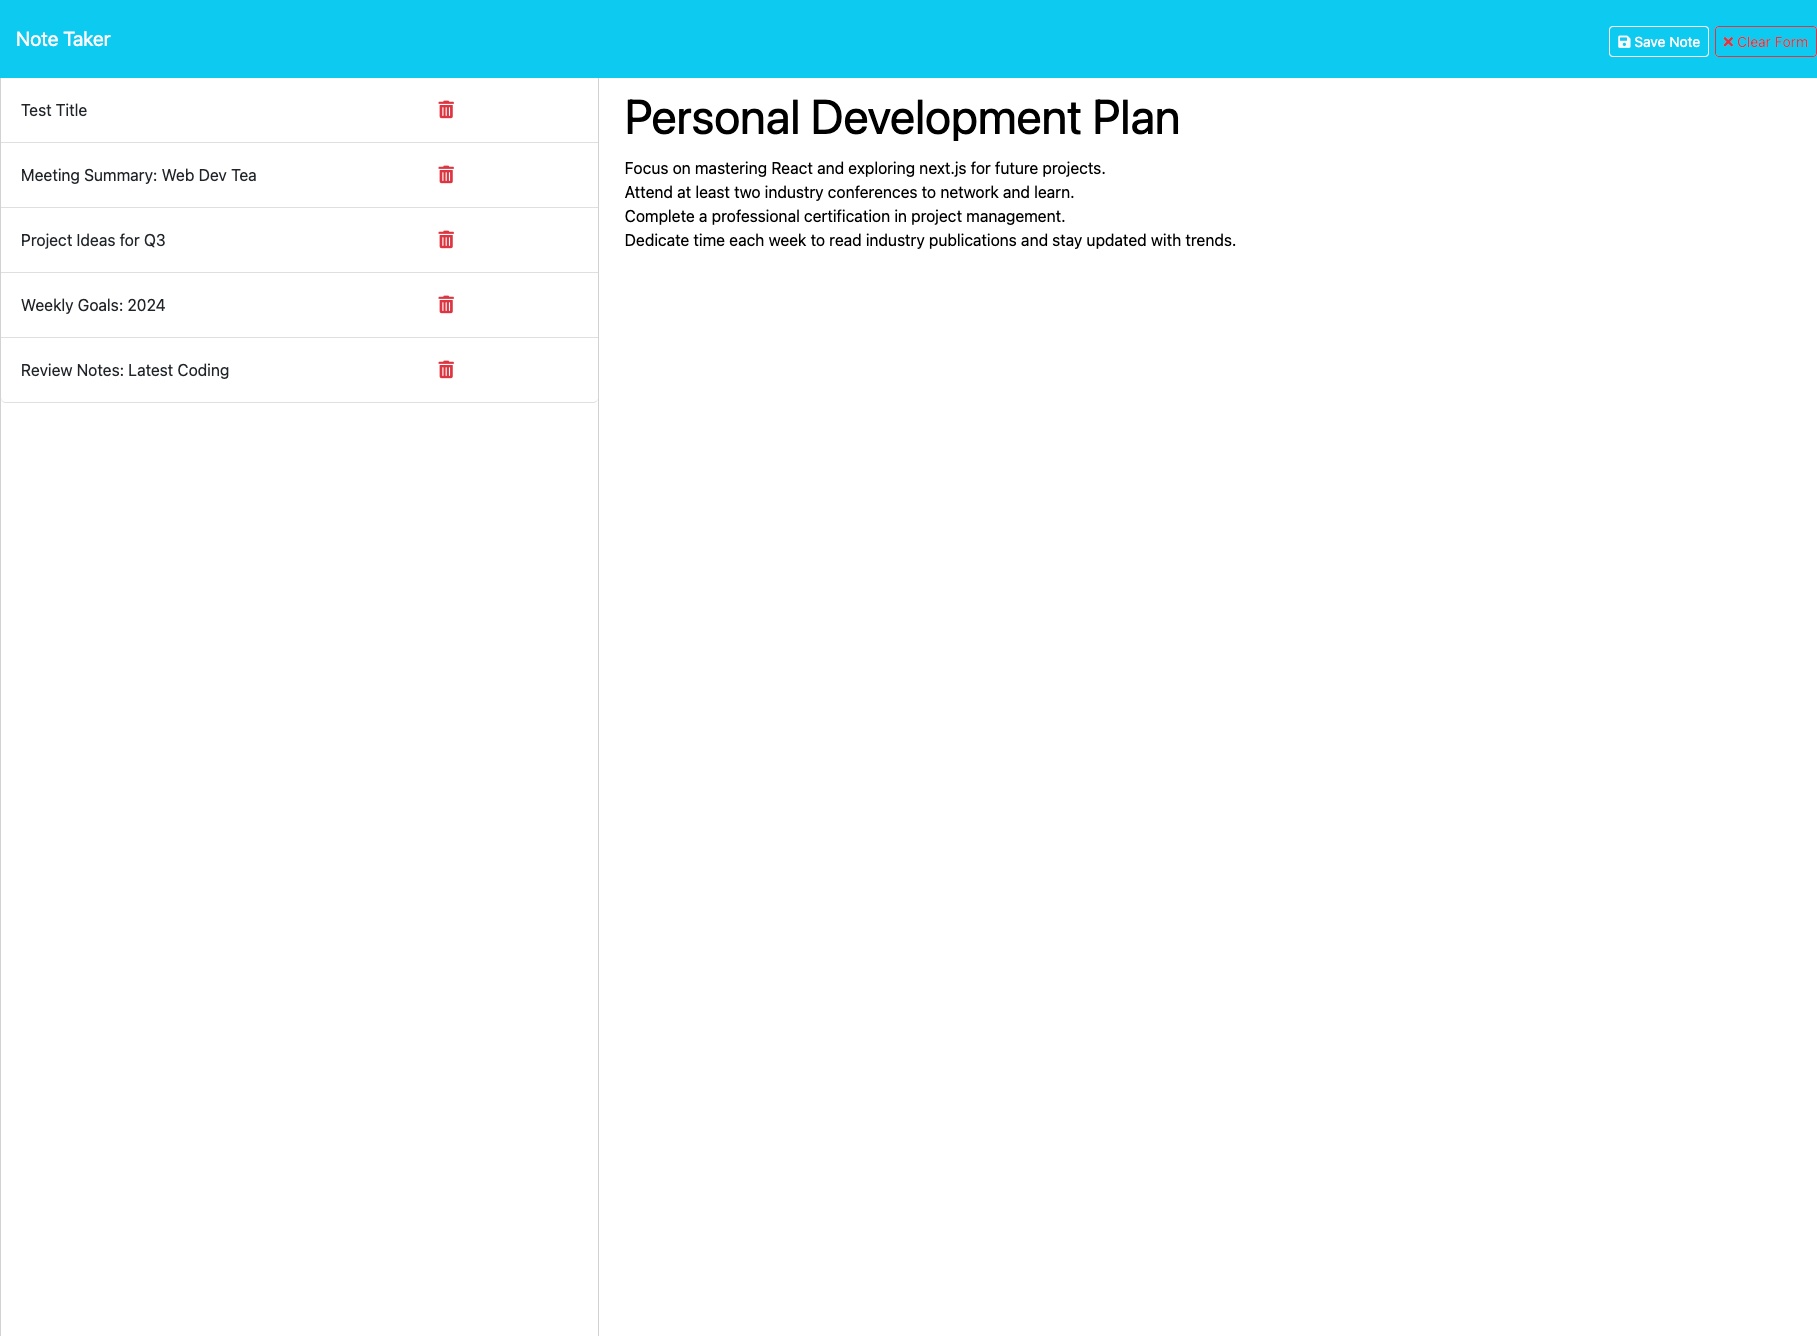 Note Taker
Save Note
Clear Form
Test Title
Meeting Summary: Web Dev Tea
Project Ideas for Q3
Weekly Goals: 2024
Review Notes: Latest Coding
Personal Development Plan
Focus on mastering React and exploring next.js for future projects.
Attend at least two industry conferences to network and learn.
Complete a professional certification in project management.
Dedicate time each week to read industry publications and stay updated with trends.